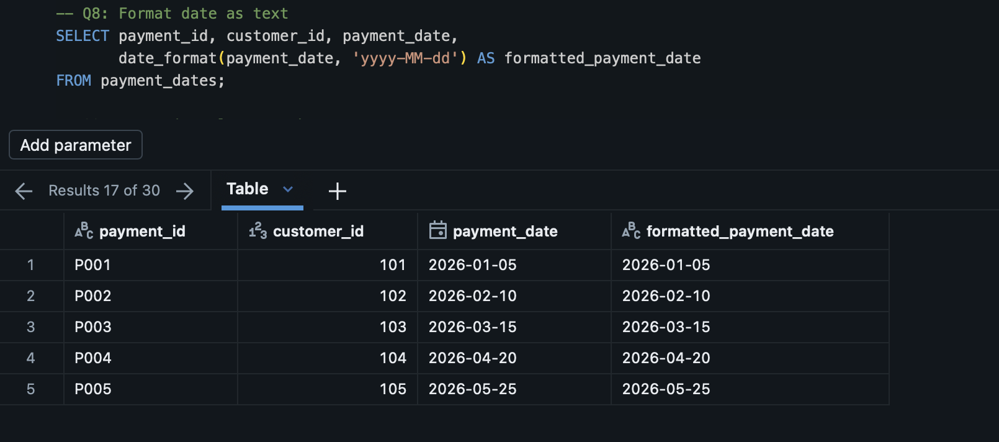 -- Q8: Format date as text
SELECT payment_id, customer_id, payment_date,
date_format(payment_date, 'yyyy-MM-dd') AS formatted_payment_date
FROM payment_dates;
Add parameter
Results 17 of 30
Table
payment_id customer_id payment_date formatted_payment_date
1 P001 101 2026-01-05 2026-01-05
2 P002 102 2026-02-10 2026-02-10
3 P003 103 2026-03-15 2026-03-15
4 P004 104 2026-04-20 2026-04-20
5 P005 105 2026-05-25 2026-05-25